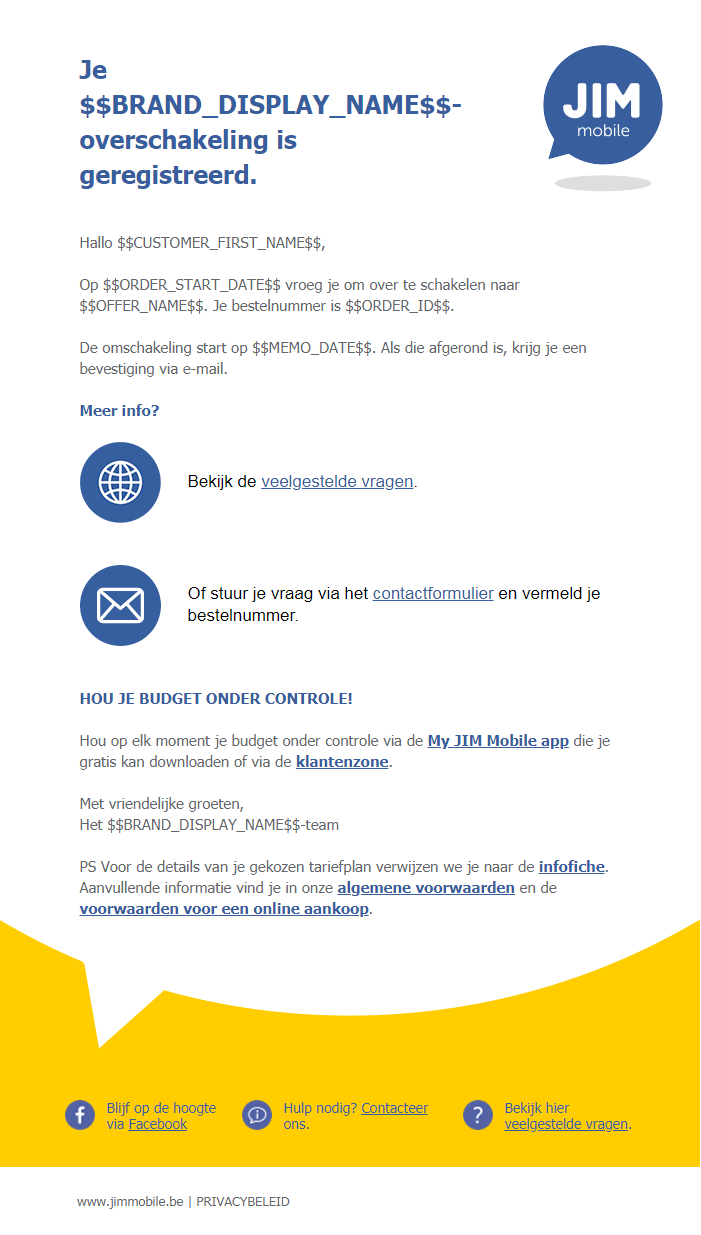 Je
$$BRAND_DISPLAY_NAME$$-
overschakeling is
geregistreerd.
JIM
mobile
Hallo $$CUSTOMER_FIRST_NAME$$,
Op $$ORDER_START_DATE$$ vroeg je om over te schakelen naar
$$OFFER_NAME$$. Je bestelnummer is $$ORDER_ID$$.
De omschakeling start op $$MEMO_DATE$$. Als die afgerond is, krijg je een
bevestiging via e-mail.
Meer info?
Bekijk de veelgestelde vragen.
Of stuur je vraag via het contactformulier en vermeld je
bestelnummer.
HOU JE BUDGET ONDER CONTROLE!
Hou op elk moment je budget onder controle via de My JIM Mobile app die je
gratis kan downloaden of via de klantenzone.
Met vriendelijke groeten,
Het $$BRAND_DISPLAY_NAME$$-team
PS Voor de details van je gekozen tariefplan verwijzen we je naar de infofiche.
Aanvullende informatie vind je in onze algemene voorwaarden en de
voorwaarden voor een online aankoop.
Blijf op de hoogte
via Facebook
Hulp nodig? Contacteer
ons.
Bekijk hier
veelgestelde vragen.
www.jimmobile.be | PRIVACYBELEID